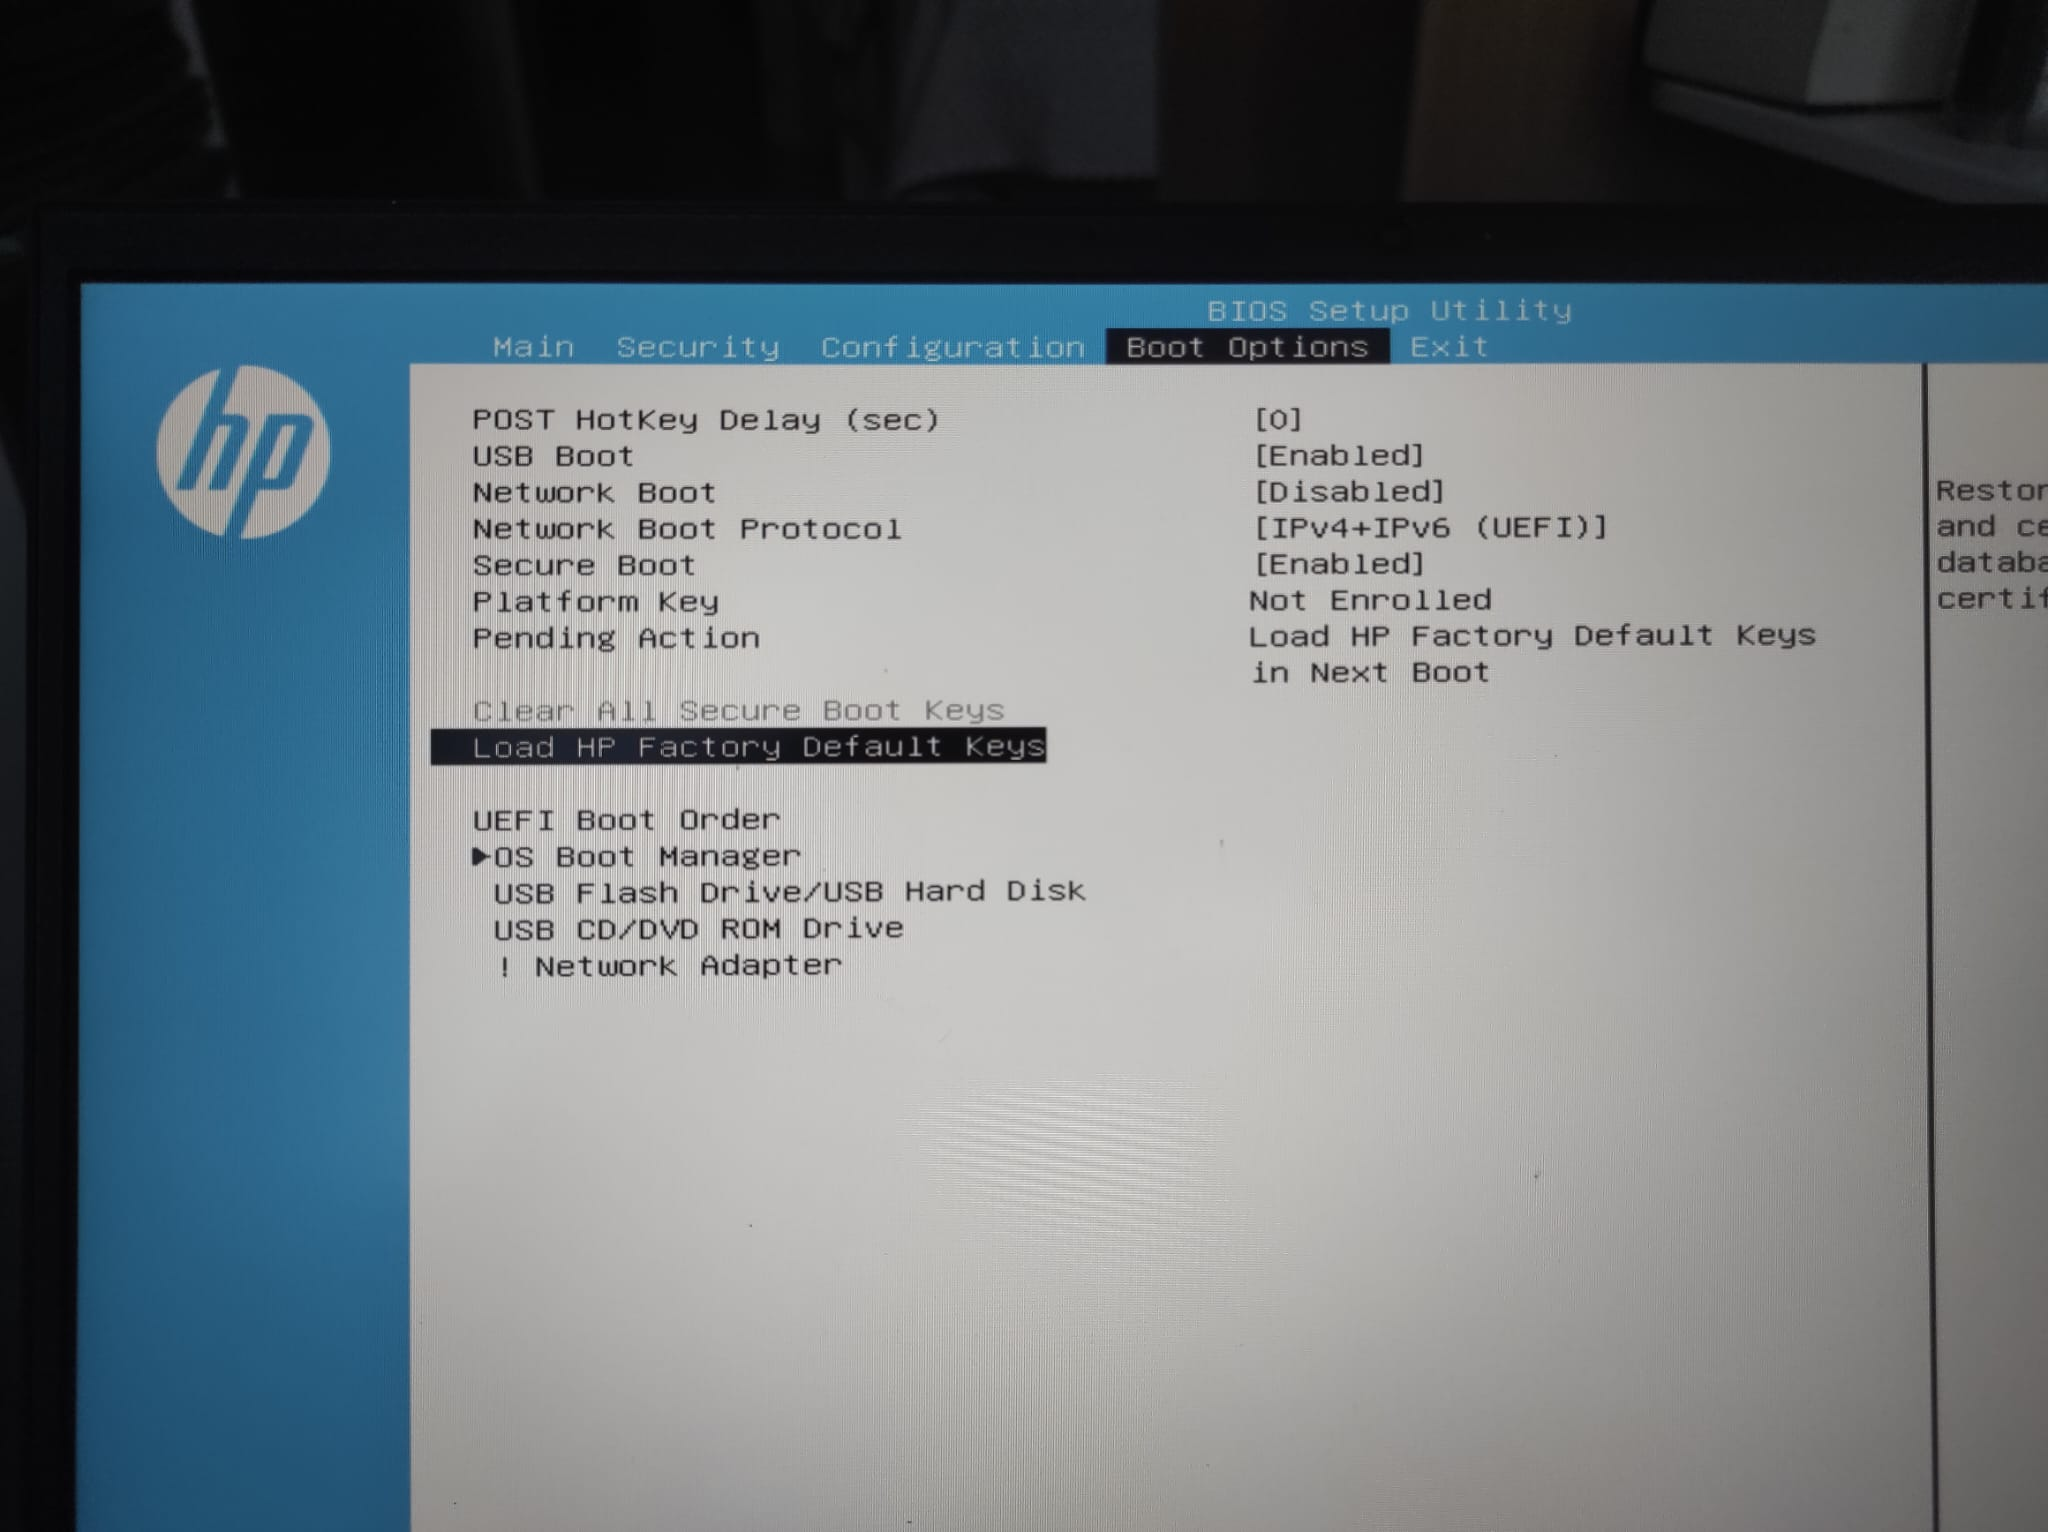 BIOS Setup Utility
Main Security Configuration Boot Options Exit
hp
POST HotKey Delay (sec) [0]
USB Boot [Enabled]
Network Boot [Disabled]
Network Boot Protocol [IPv4+IPv6 (UEFI)]
Secure Boot [Enabled]
Platform Key Not Enrolled
Pending Action Load HP Factory Default Keys
in Next Boot
Clear All Secure Boot Keys
Load HP Factory Default Keys
UEFI Boot Order
▶OS Boot Manager
USB Flash Drive/USB Hard Disk
USB CD/DVD ROM Drive
! Network Adapter
Restor
and ce
databa
certif